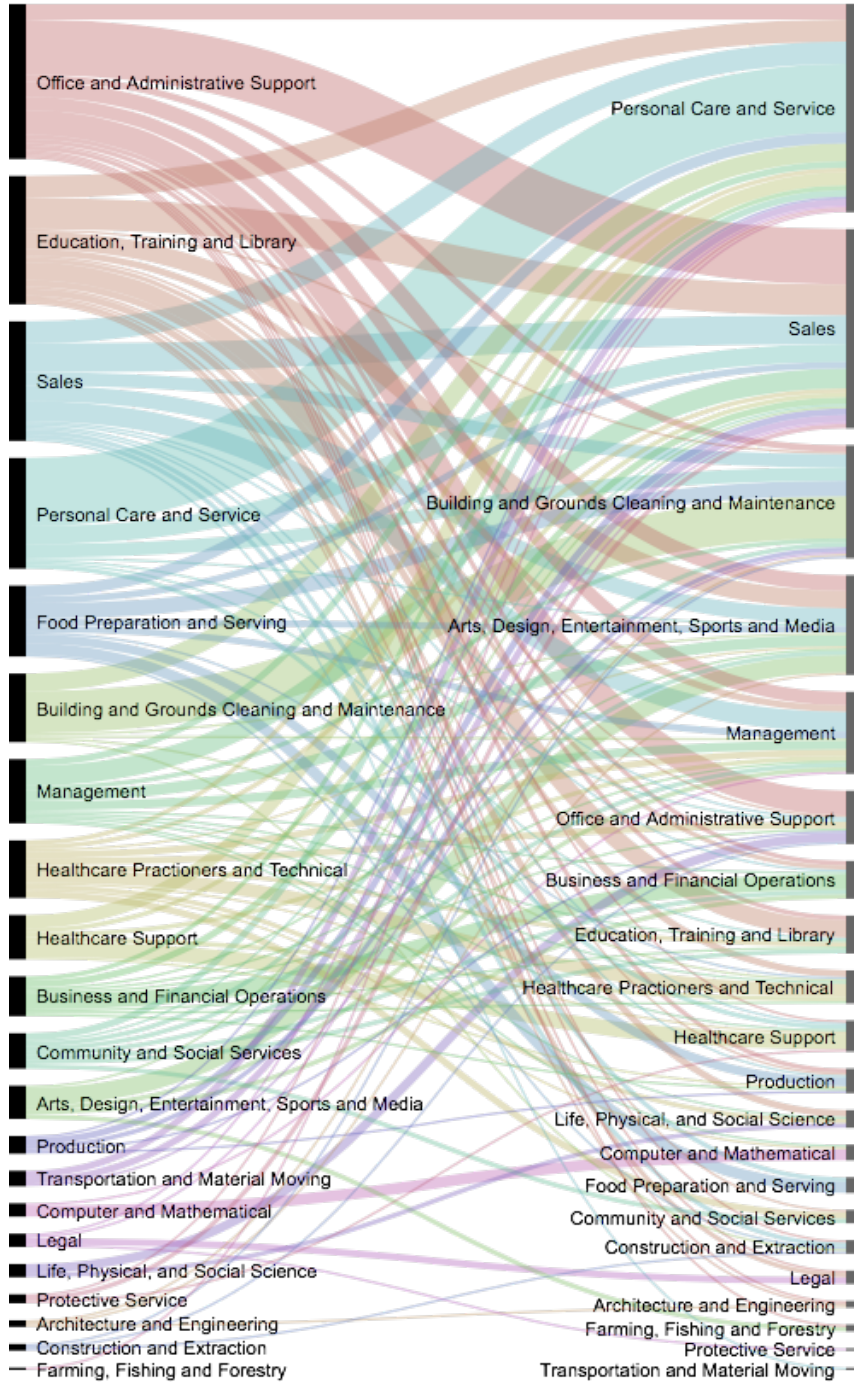 Office and Administrative Support
Education, Training and Library
Sales
Personal Care and Service
Food Preparation and Serving
Building and Grounds Cleaning and Maintenance
Management
Healthcare Practioners and Technical
Healthcare Support
Business and Financial Operations
Community and Social Services
Arts, Design, Entertainment, Sports and Media
Production
Transportation and Material Moving
Computer and Mathematical
Legal
Life, Physical, and Social Science
Protective Service
Architecture and Engineering
Construction and Extraction
Farming, Fishing and Forestry
Personal Care and Service
Sales
Building and Grounds Cleaning and Maintenance
Arts, Design, Entertainment, Sports and Media
Management
Office and Administrative Support
Business and Financial Operations
Education, Training and Library
Healthcare Practioners and Technical
Healthcare Support
Production
Life, Physical, and Social Science
Computer and Mathematical
Food Preparation and Serving
Community and Social Services
Construction and Extraction
Legal
Architecture and Engineering
Farming, Fishing and Forestry
Protective Service
Transportation and Material Moving